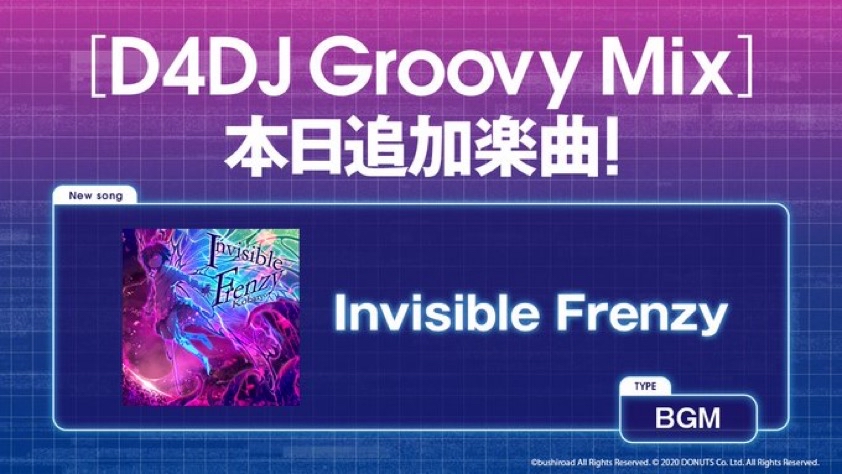 [D4DJ Groovy Mix]
本日追加楽曲!
New song
Invisible
Frenzy
Invisible Frenzy
TYPE
BGM
©bushiroad All Rights Reserved. © 2020 DONUTS Co. Ltd. All Rights Reserved.